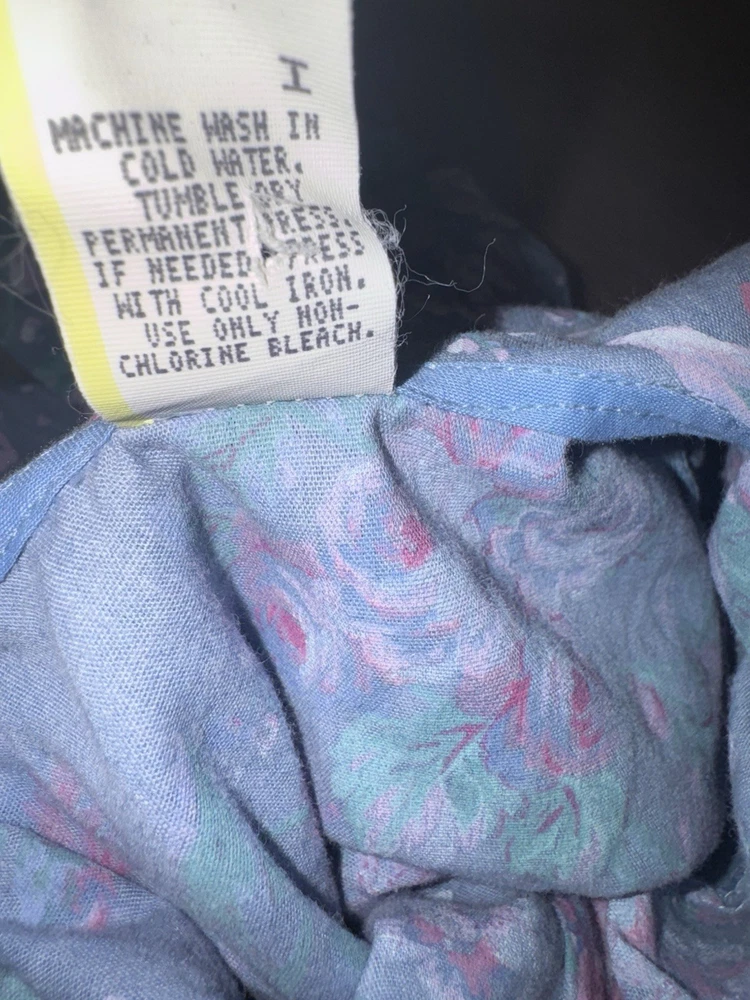 H
MACHINE WASH IN
COLD WATER.
TUMBLE DRY
PERMANENT PRESS.
IF NEEDED, PRESS
WITH COOL IRON.
USE ONLY NON-
CHLORINE BLEACH.